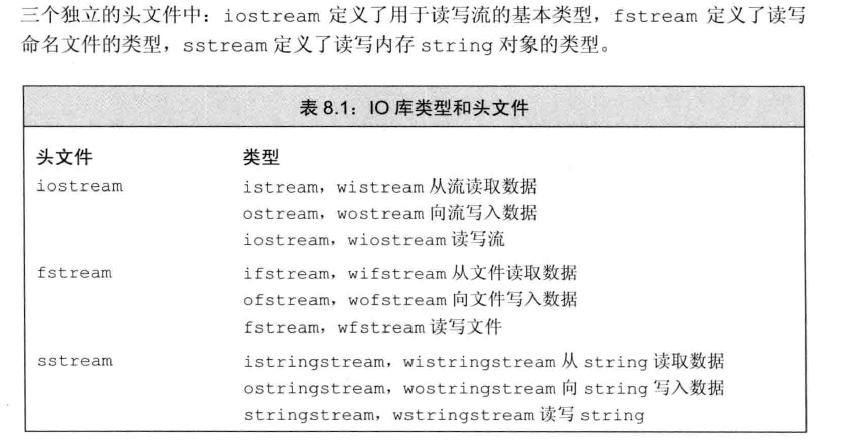 三个独立的头文件中：iostream 定义了用于读写流的基本类型，fstream 定义了读写
命名文件的类型，sstream 定义了读写内存 string 对象的类型。
表 8.1：IO 库类型和头文件
头文件 类型
iostream istream，wistream 从流读取数据
ostream，wostream 向流写入数据
iostream，wiostream 读写流
fstream ifstream，wifstream 从文件读取数据
ofstream，wofstream 向文件写入数据
fstream，wfstream 读写文件
sstream istringstream，wistringstream 从 string 读取数据
ostringstream，wostringstream 向 string 写入数据
stringstream，wstringstream 读写 string